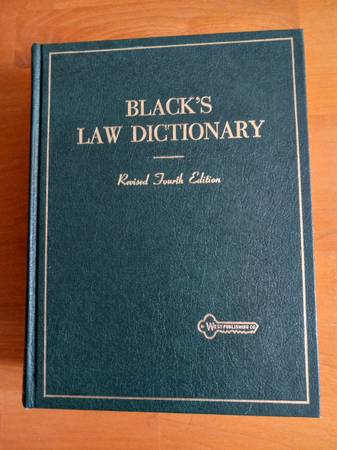 BLACK'S
LAW DICTIONARY
Revised Fourth Edition
WEST PUBLISHING CO